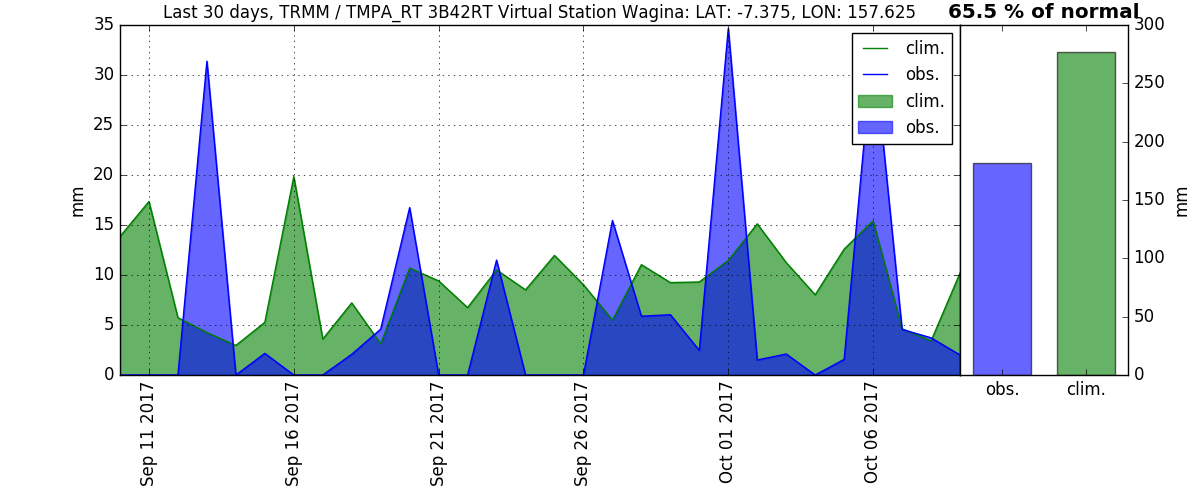 Last 30 days, TRMM / TMPA_RT 3B42RT Virtual Station Wagina: LAT: -7.375, LON: 157.625
65.5 % of normal
35
30
25
20
15
10
5
0
mm
clim.
obs.
clim.
obs.
Sep 11 2017
Sep 16 2017
Sep 21 2017
Sep 26 2017
Oct 01 2017
Oct 06 2017
300
250
200
150
100
50
0
mm
obs.
clim.